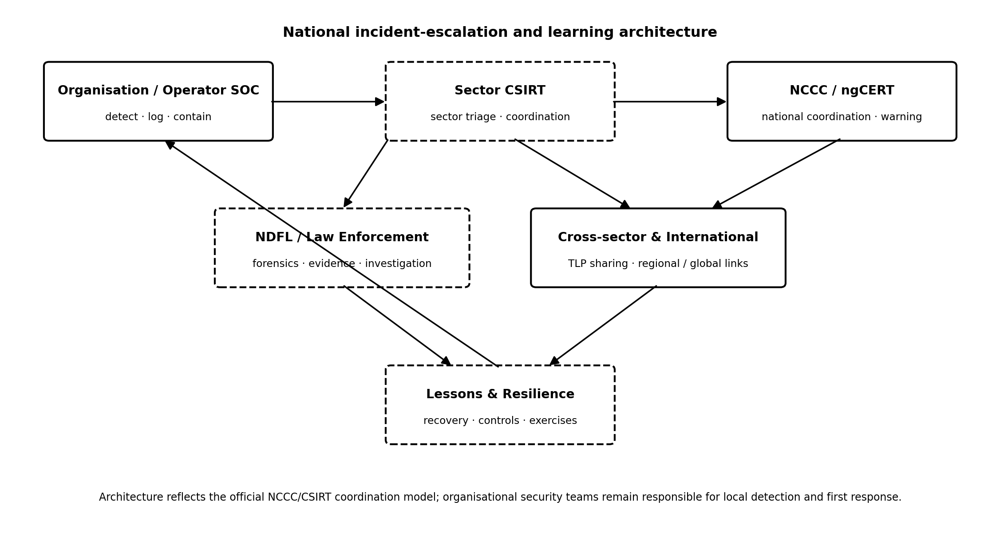 National incident-escalation and learning architecture
Organisation / Operator SOC
detect · log · contain
Sector CSIRT
sector triage · coordination
NCCC / ngCERT
national coordination · warning
NDFL / Law Enforcement
forensics · evidence · investigation
Cross-sector & International
TLP sharing · regional / global links
Lessons & Resilience
recovery · controls · exercises
Architecture reflects the official NCCC/CSIRT coordination model; organisational security teams remain responsible for local detection and first response.